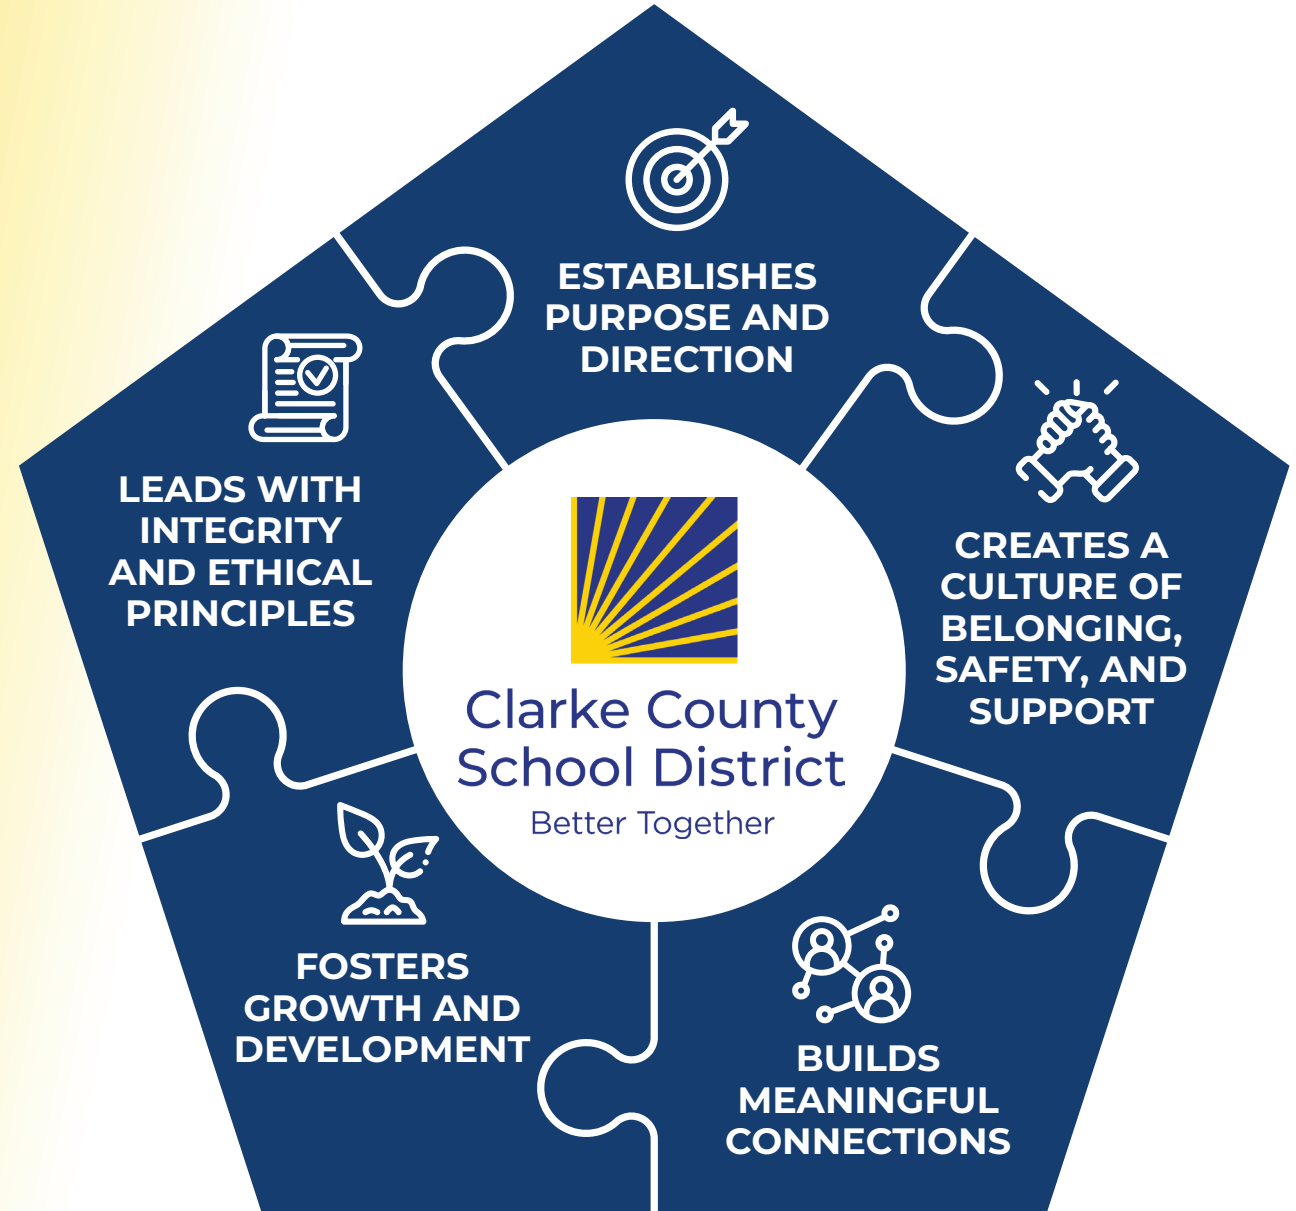 ESTABLISHES
PURPOSE AND
DIRECTION
LEADS WITH
INTEGRITY
AND ETHICAL
PRINCIPLES
CREATES A
CULTURE OF
BELONGING,
SAFETY, AND
SUPPORT
Clarke County
School District
Better Together
FOSTERS
GROWTH AND
DEVELOPMENT
BUILDS
MEANINGFUL
CONNECTIONS